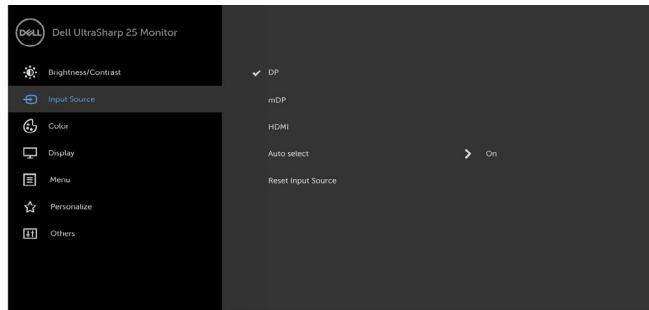 DELL Dell UltraSharp 25 Monitor
Brightness/Contrast
Input Source
Color
Display
Menu
Personalize
Others
DP
mDP
HDMI
Auto select On
Reset Input Source